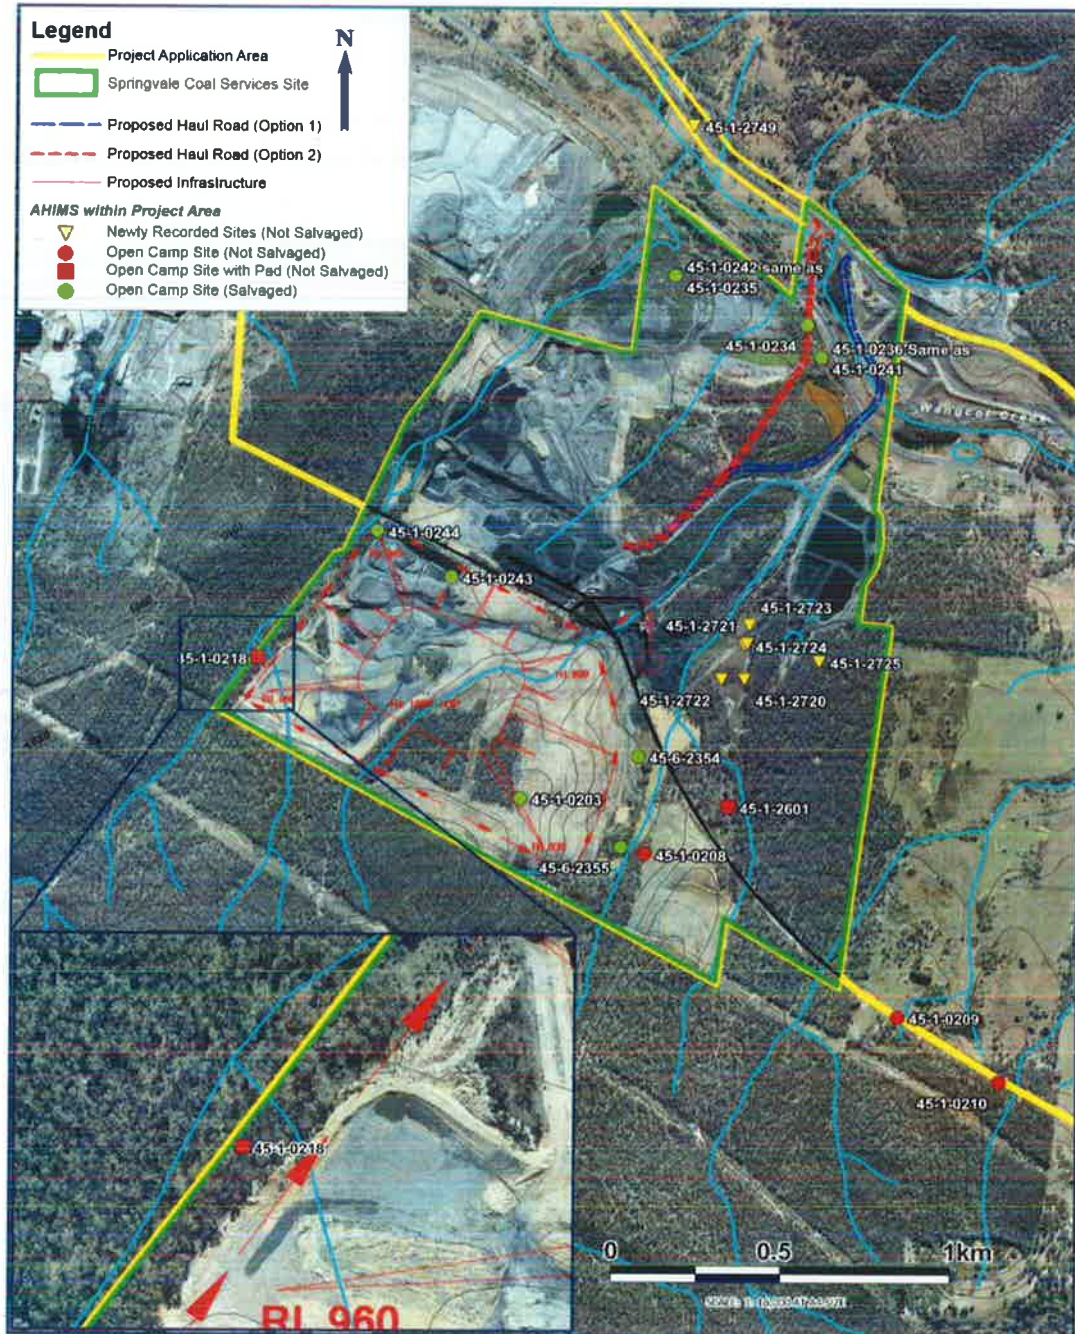 Legend
Project Application Area
Springvale Coal Services Site
Proposed Haul Road (Option 1)
Proposed Haul Road (Option 2)
Proposed Infrastructure
AHIMS within Project Area
Newly Recorded Sites (Not Salvaged)
Open Camp Site (Not Salvaged)
Open Camp Site with Pad (Not Salvaged)
Open Camp Site (Salvaged)
N
45-1-2749
45-1-0242 same as
45-1-0235
45-1-0234
45-1-0236 Same as
45-1-0241
45-1-0244
45-1-0243
45-1-2723
45-1-2721
45-1-2724
45-1-2725
45-1-0218
45-1-2722
45-1-2720
45-6-2354
45-1-0203
45-1-2601
45-6-2355
45-1-0208
45-1-0209
45-1-0210
45-1-0218
RL 960
0
0.5
1km